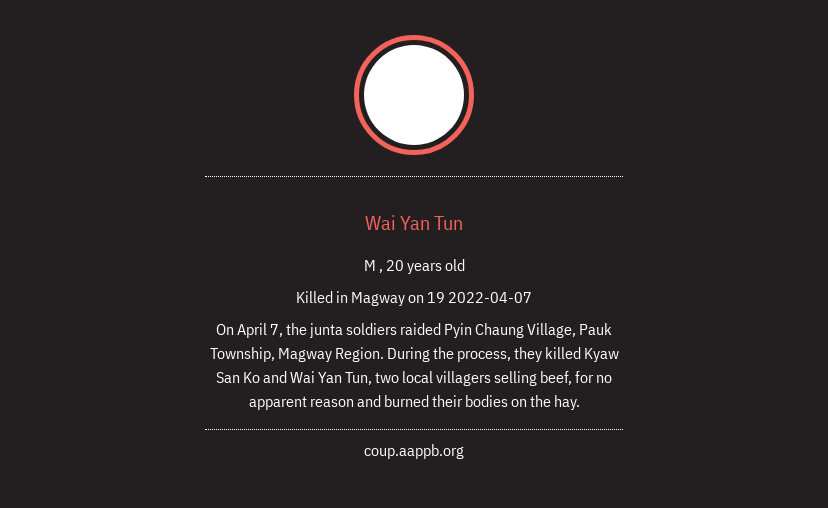 Wai Yan Tun
M , 20 years old
Killed in Magway on 19 2022-04-07
On April 7, the junta soldiers raided Pyin Chaung Village, Pauk
Township, Magway Region. During the process, they killed Kyaw
San Ko and Wai Yan Tun, two local villagers selling beef, for no
apparent reason and burned their bodies on the hay.
coup.aappb.org